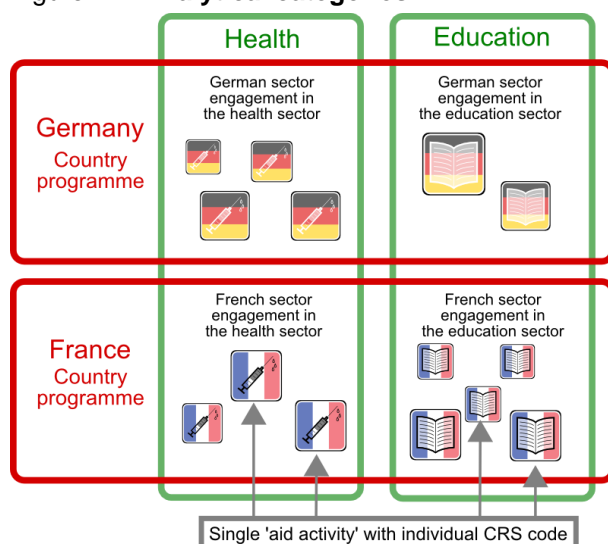 Health
Education
German sector
engagement in
the health sector
German sector
engagement in
the education sector
Germany
Country
programme
French sector
engagement in
the health sector
French sector
engagement in
the education sector
France
Country
programme
Single 'aid activity' with individual CRS code